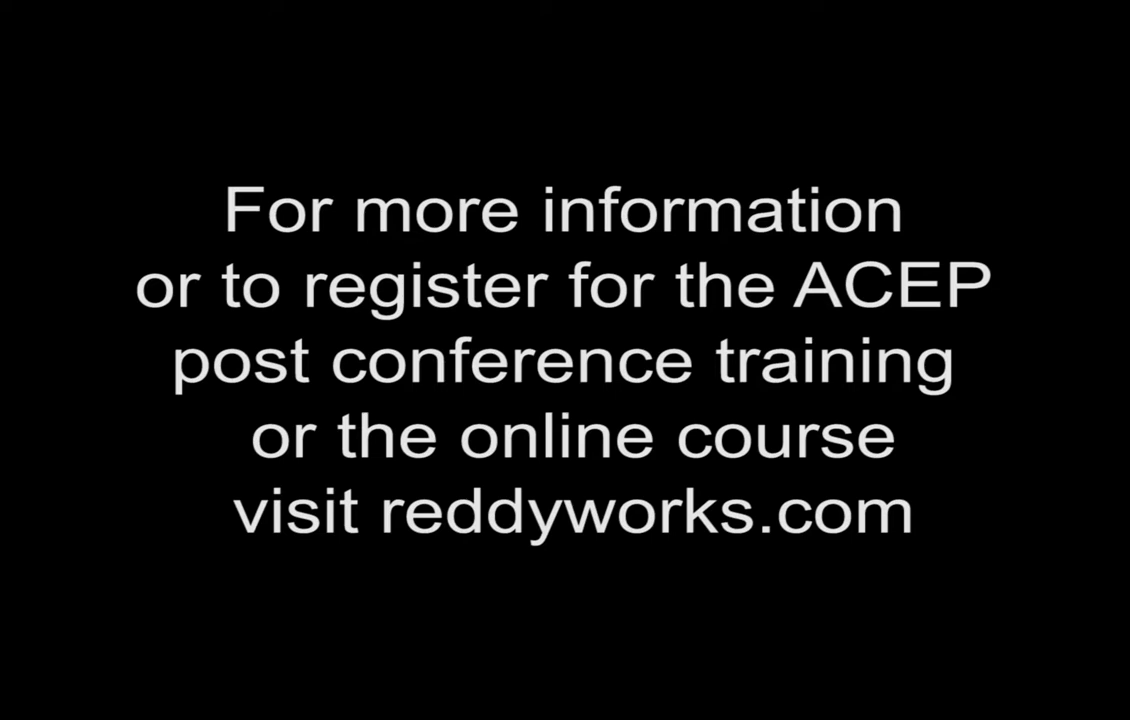 For more information
or to register for the ACEP
post conference training
or the online course
visit reddyworks.com